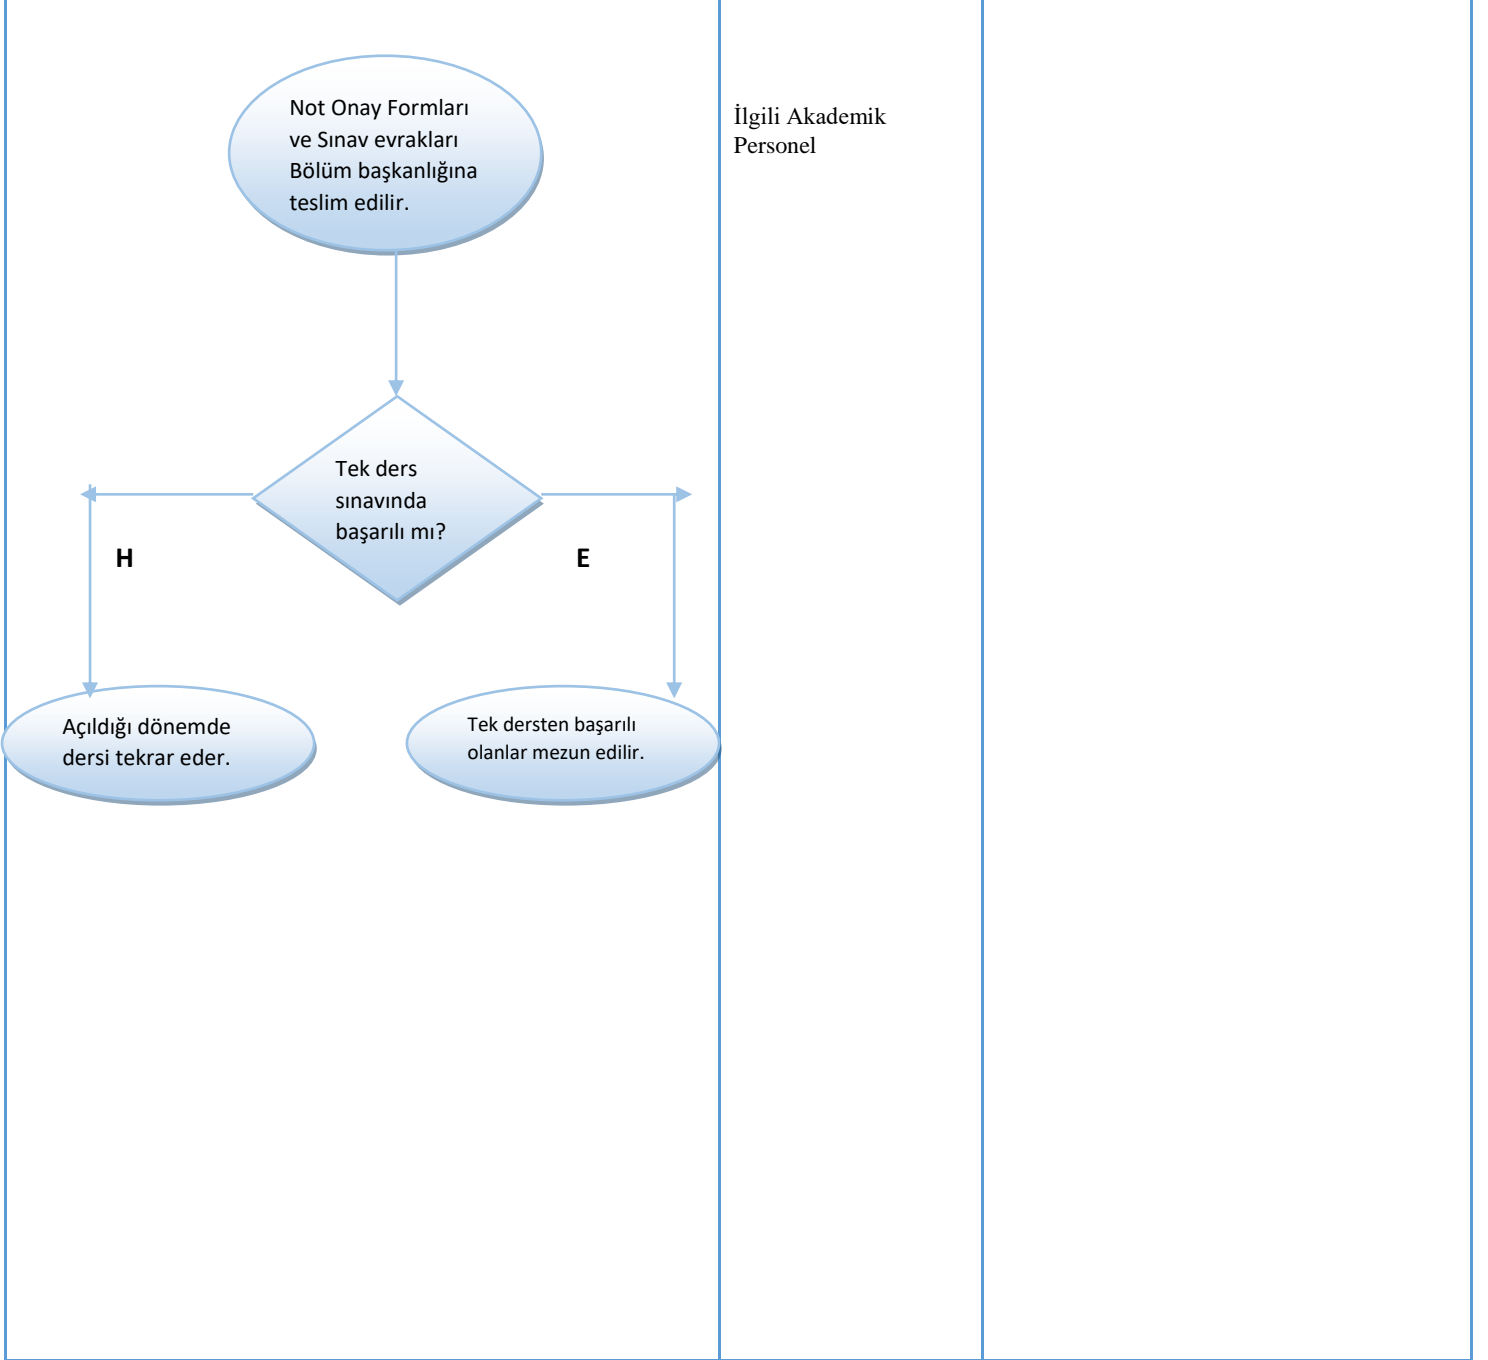 Not Onay Formları
ve Sınav evrakları
Bölüm başkanlığına
teslim edilir.
İlgili Akademik
Personel
Tek ders
sınavında
başarılı mı?
H
E
Açıldığı dönemde
dersi tekrar eder.
Tek dersten başarılı
olanlar mezun edilir.